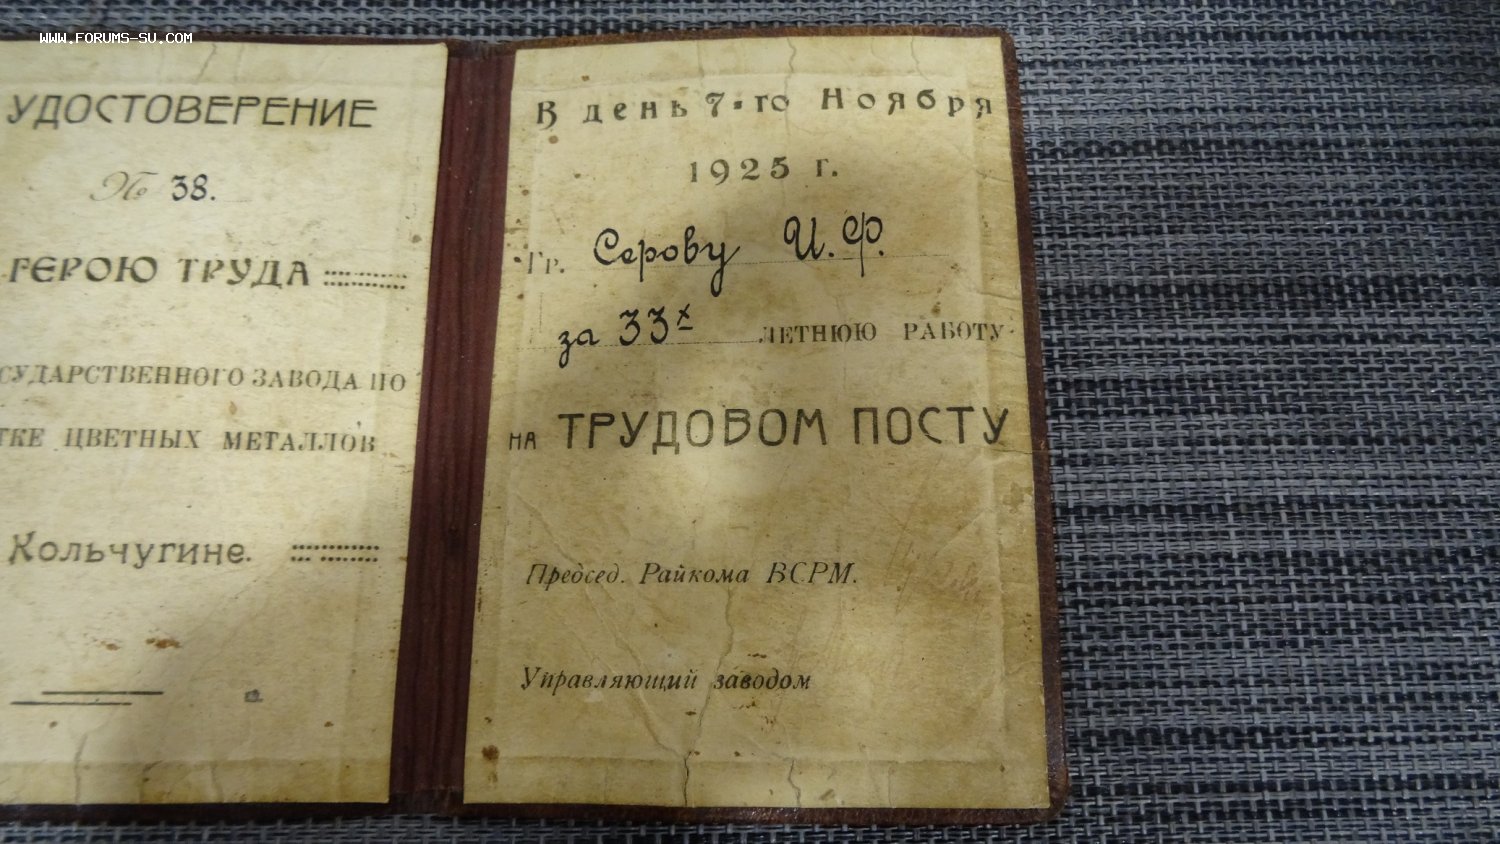 WWW.FORUMS-SU.COM
УДОСТОВЕРЕНИЕ
№ 38.
ГЕРОЮ ТРУДА
СУДАРСТВЕННОГО ЗАВОДА ПО
ТКЕ ЦВЕТНЫХ МЕТАЛЛОВ
Кольчугине.
В день 7-го Ноября
1925 г.
Гр. Серову И. Ф.
за 33х летнюю работу
на ТРУДОВОМ ПОСТУ
Председ. Райкома ВСРМ.
Управляющий заводом